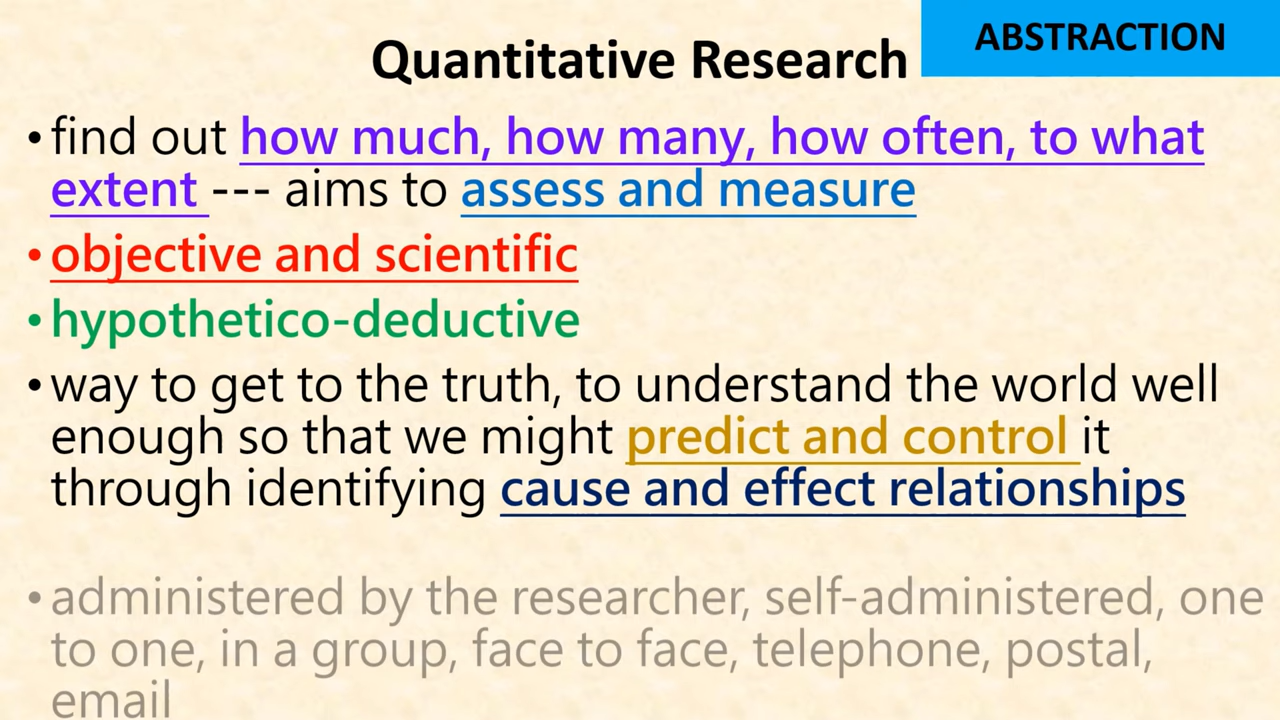 Quantitative Research
ABSTRACTION
• find out how much, how many, how often, to what
extent --- aims to assess and measure
• objective and scientific
• hypothetico-deductive
• way to get to the truth, to understand the world well
enough so that we might predict and control it
through identifying cause and effect relationships
• administered by the researcher, self-administered, one
to one, in a group, face to face, telephone, postal,
email